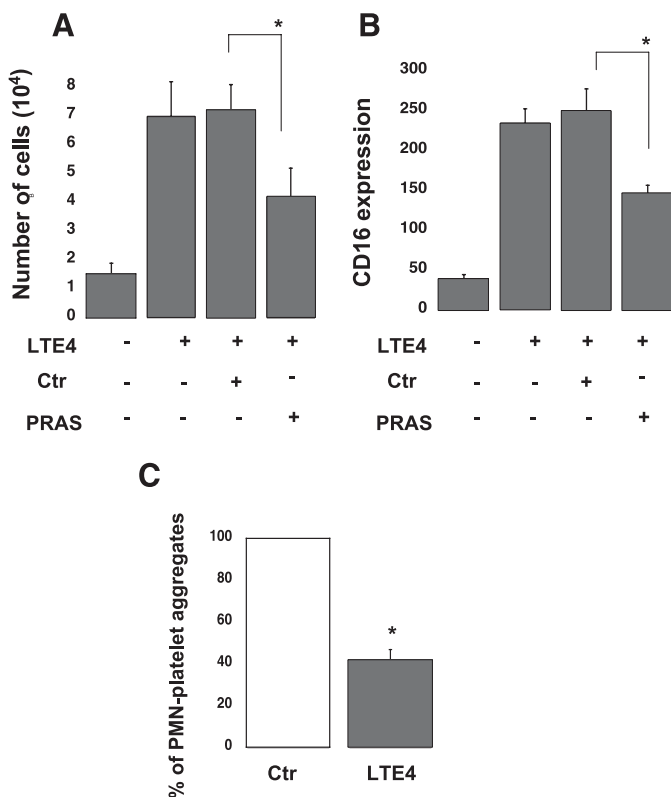 A
*
Number of cells (10⁴)
8
7
6
5
4
3
2
1
0
LTE4 - + + +
Ctr - - + -
PRAS - - - +
B
*
CD16 expression
300
250
200
150
100
50
0
LTE4 - + + +
Ctr - - + -
PRAS - - - +
C
% of PMN-platelet aggregates
100
80
60
40
20
0
*
Ctr LTE4